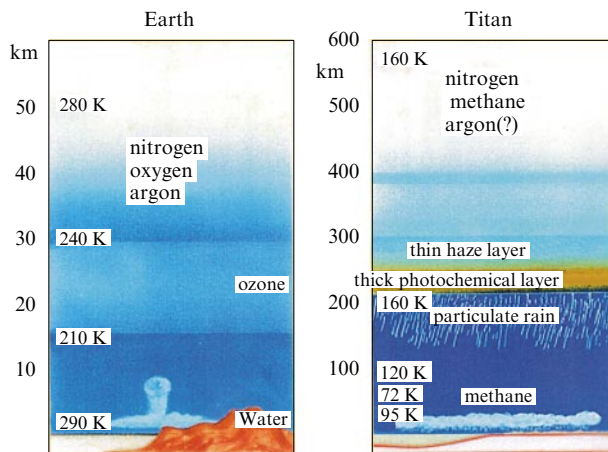 Earth
km
50
40
30
20
10
280 K
nitrogen
oxygen
argon
240 K
ozone
210 K
290 K
Water
Titan
600
km
500
400
300
200
100
160 K
nitrogen
methane
argon(?)
thin haze layer
thick photochemical layer
160 K
particulate rain
120 K
72 K
methane
95 K